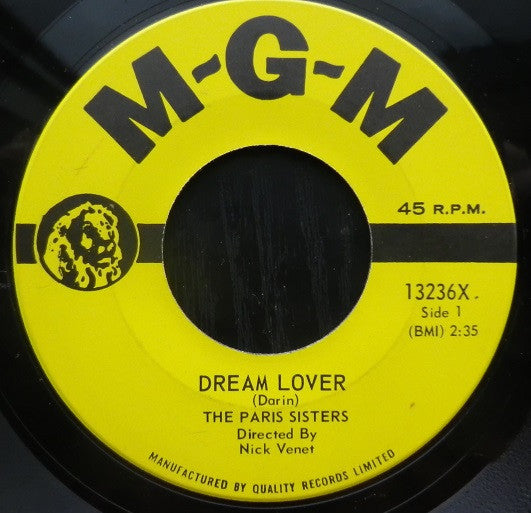 M-G-M
45 R.P.M.
13236X
Side 1
(BMI) 2:35
DREAM LOVER
(Darin)
THE PARIS SISTERS
Directed By
Nick Venet
MANUFACTURED BY QUALITY RECORDS LIMITED